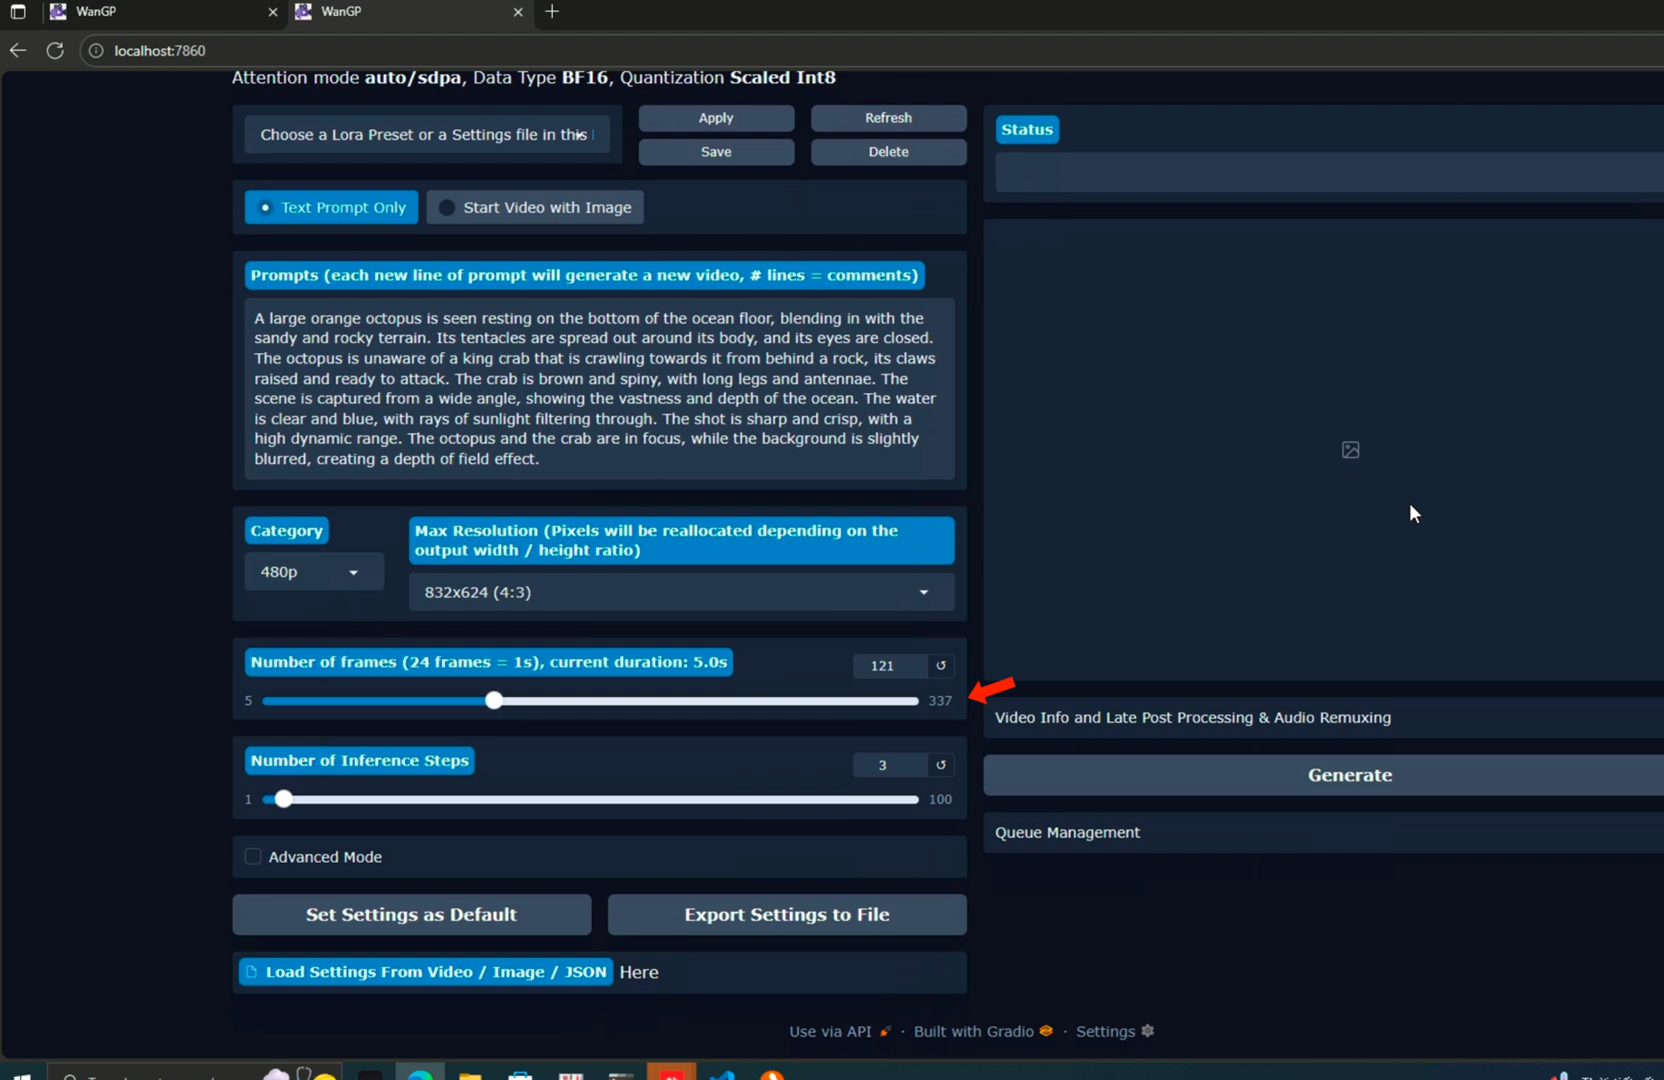 WanGP
WanGP
localhost:7860
Attention mode auto/sdpa, Data Type BF16, Quantization Scaled Int8
Choose a Lora Preset or a Settings file in this
Apply
Refresh
Save
Delete
Status
Text Prompt Only
Start Video with Image
Prompts (each new line of prompt will generate a new video, # lines = comments)
A large orange octopus is seen resting on the bottom of the ocean floor, blending in with the
sandy and rocky terrain. Its tentacles are spread out around its body, and its eyes are closed.
The octopus is unaware of a king crab that is crawling towards it from behind a rock, its claws
raised and ready to attack. The crab is brown and spiny, with long legs and antennae. The
scene is captured from a wide angle, showing the vastness and depth of the ocean. The water
is clear and blue, with rays of sunlight filtering through. The shot is sharp and crisp, with a
high dynamic range. The octopus and the crab are in focus, while the background is slightly
blurred, creating a depth of field effect.
Category
Max Resolution (Pixels will be reallocated depending on the
output width / height ratio)
480p
832x624 (4:3)
Number of frames (24 frames = 1s), current duration: 5.0s
121
5
337
Video Info and Late Post Processing & Audio Remuxing
Number of Inference Steps
3
1
100
Generate
Queue Management
Advanced Mode
Set Settings as Default
Export Settings to File
Load Settings From Video / Image / JSON Here
Use via API · Built with Gradio · Settings